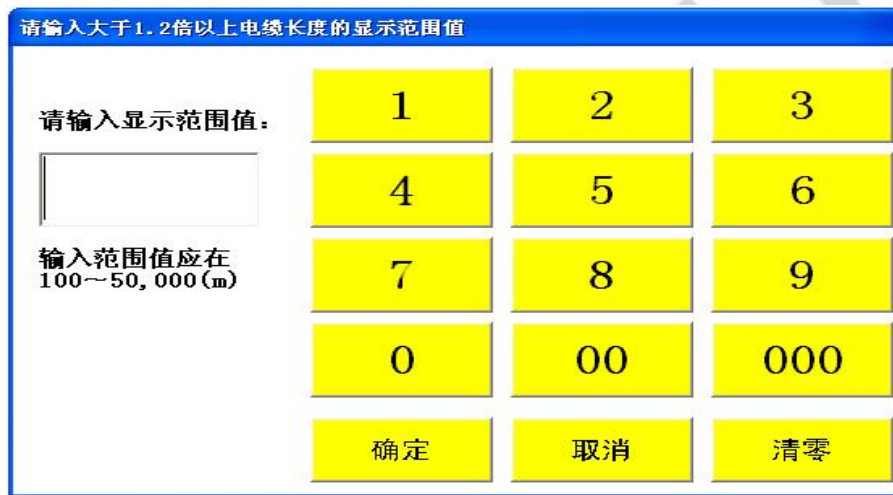 请输入大于1.2倍以上电缆长度的显示范围值
请输入显示范围值：
输入范围值应在
100～50,000(m)
1 2 3
4 5 6
7 8 9
0 00 000
确定 取消 清零